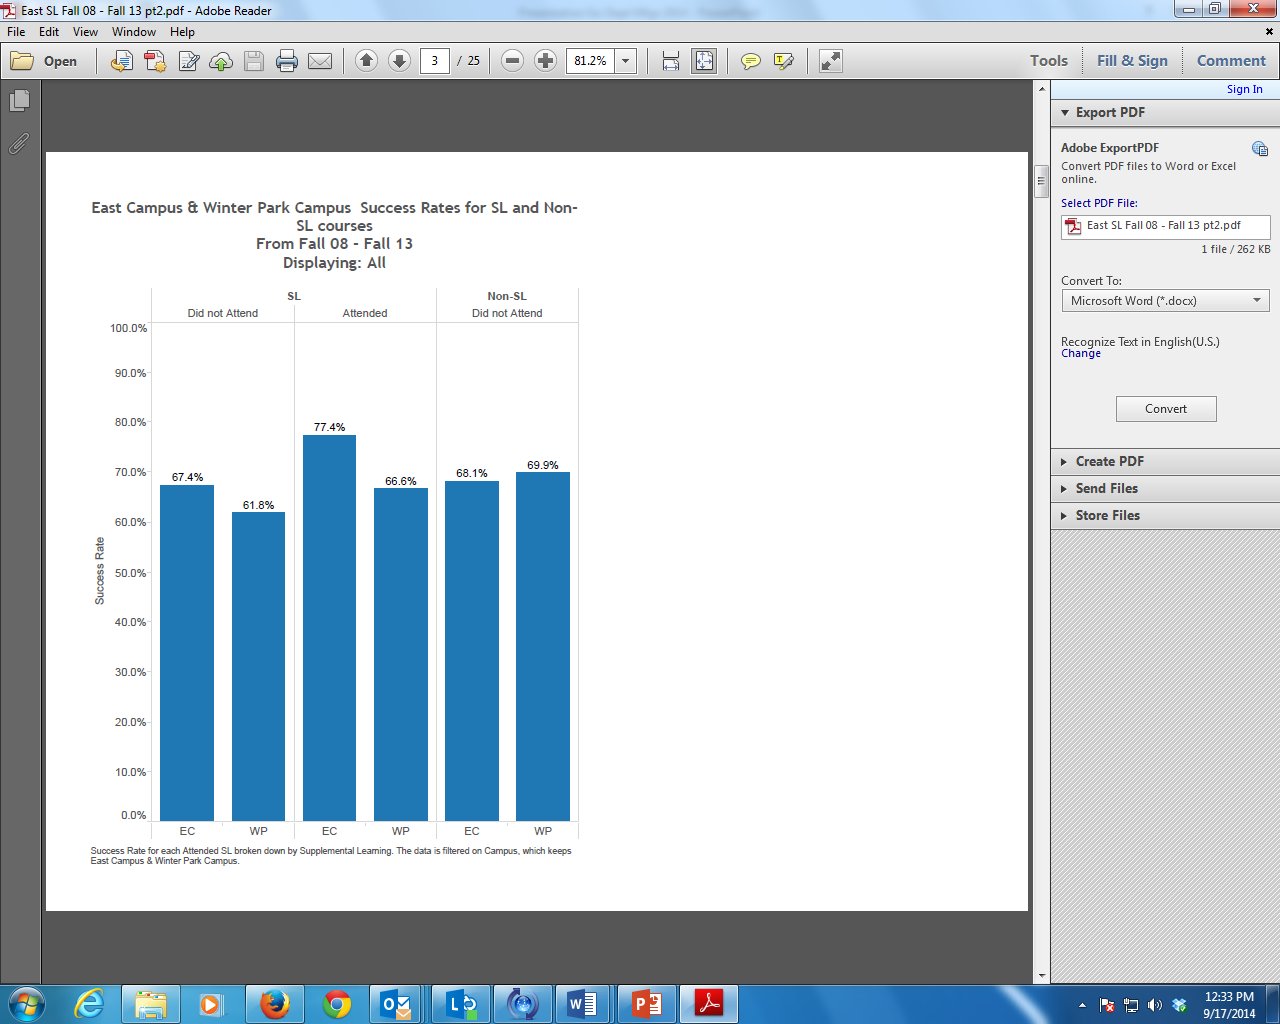 East SL Fall 08 - Fall 13 pt2.pdf - Adobe Reader
File Edit View Window Help
Open 3 / 25 81.2% Tools Fill & Sign Comment
Sign In
Export PDF
Adobe ExportPDF
Convert PDF files to Word or Excel
online.
Select PDF File:
East SL Fall 08 - Fall 13 pt2.pdf
1 file / 262 KB
Convert To:
Microsoft Word (*.docx)
Recognize Text in English(U.S.)
Change
Convert
Create PDF
Send Files
Store Files
East Campus & Winter Park Campus Success Rates for SL and Non-
SL courses
From Fall 08 - Fall 13
Displaying: All
SL Non-SL
Did not Attend Attended Did not Attend
100.0%
90.0%
80.0%
70.0%
60.0%
50.0%
40.0%
30.0%
20.0%
10.0%
0.0%
Success Rate
67.4% 61.8% 77.4% 66.6% 68.1% 69.9%
EC WP EC WP EC WP
Success Rate for each Attended SL broken down by Supplemental Learning. The data is filtered on Campus, which keeps
East Campus & Winter Park Campus.
12:33 PM
9/17/2014